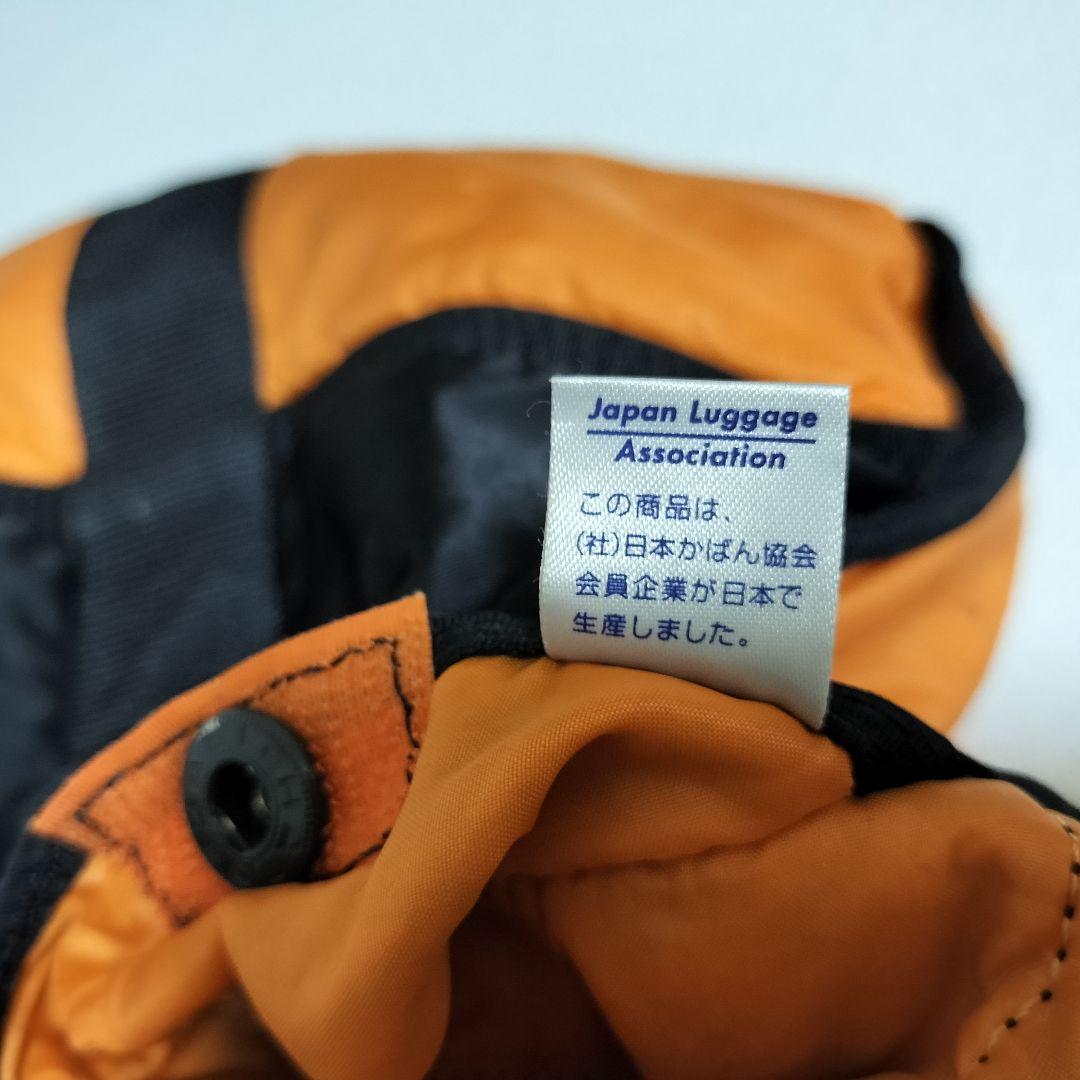 Japan Luggage
Association
この商品は、
(社)日本かばん協会
会員企業が日本で
生産しました。